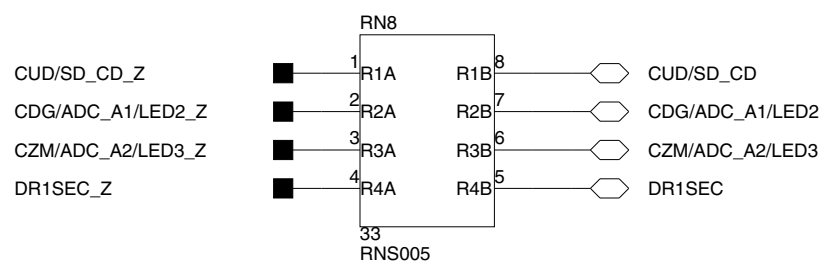 RN8
CUD/SD_CD_Z 1 R1A R1B 8 CUD/SD_CD
CDG/ADC_A1/LED2_Z 2 R2A R2B 7 CDG/ADC_A1/LED2
CZM/ADC_A2/LED3_Z 3 R3A R3B 6 CZM/ADC_A2/LED3
DR1SEC_Z 4 R4A R4B 5 DR1SEC
33
RNS005